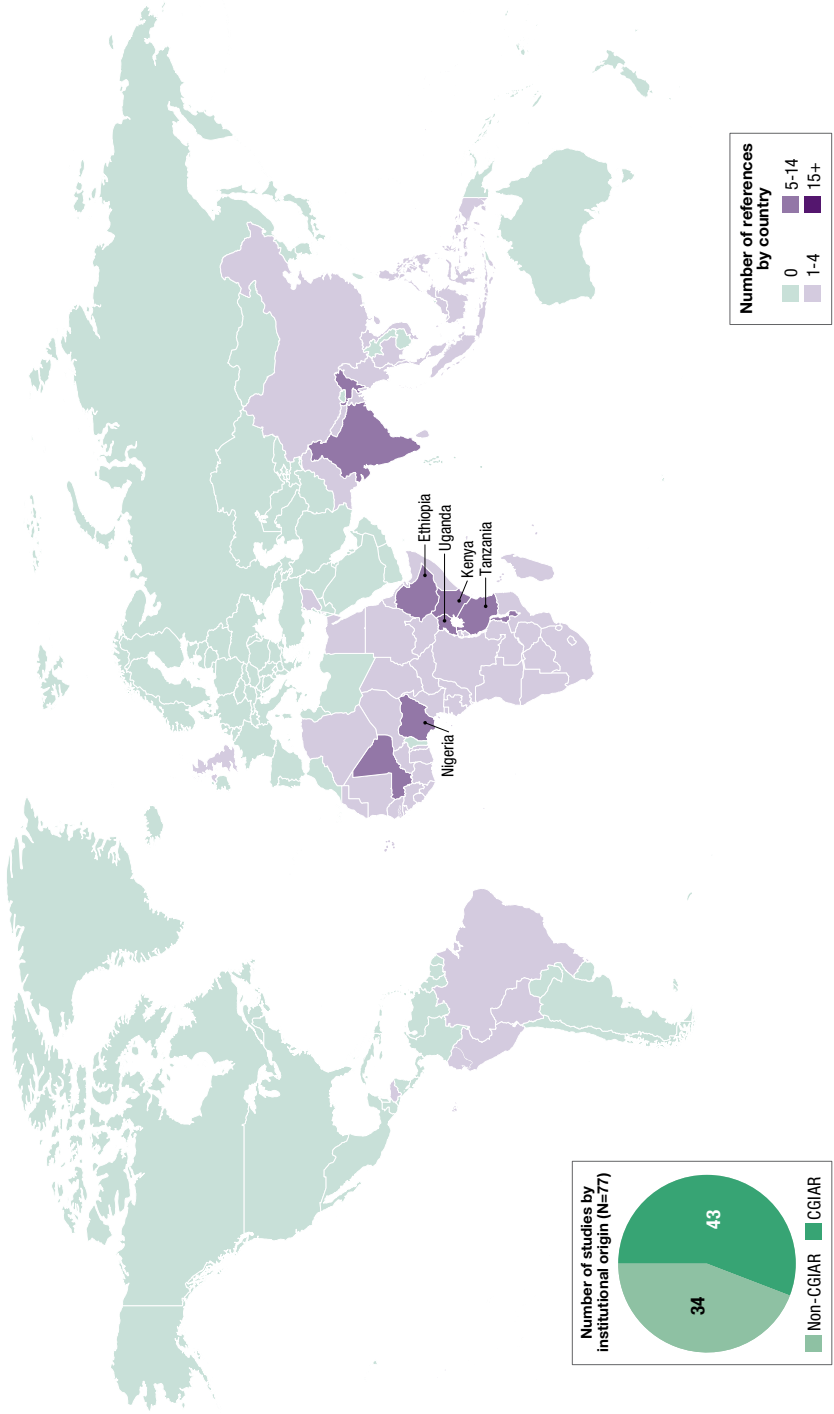 Ethiopia
Uganda
Kenya
Tanzania
Nigeria
Number of studies by
institutional origin (N=77)
34
43
Non-CGIAR
CGIAR
Number of references
by country
0
5-14
1-4
15+